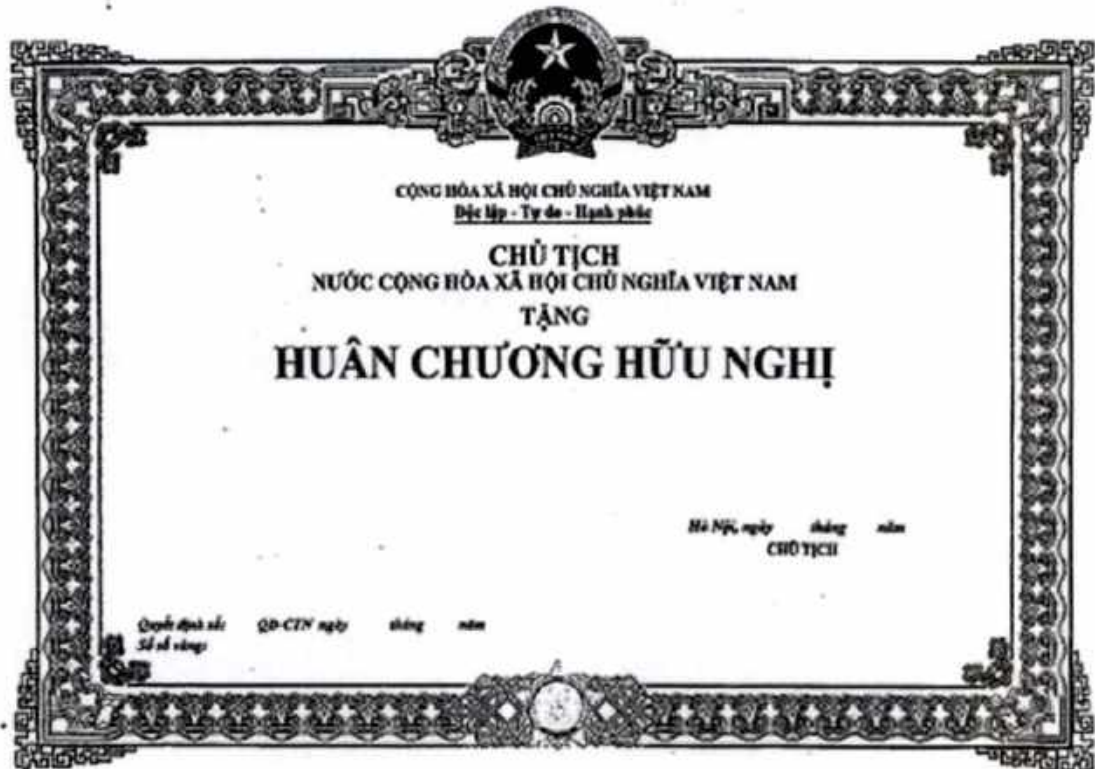 CỘNG HÒA XÃ HỘI CHỦ NGHĨA VIỆT NAM
Độc lập - Tự do - Hạnh phúc
CHỦ TỊCH
NƯỚC CỘNG HÒA XÃ HỘI CHỦ NGHĨA VIỆT NAM
TẶNG
HUÂN CHƯƠNG HỮU NGHỊ
Hà Nội, ngày tháng năm
CHỦ TỊCH
Quyết định số: QĐ-CTN ngày tháng năm
Số sổ vàng: